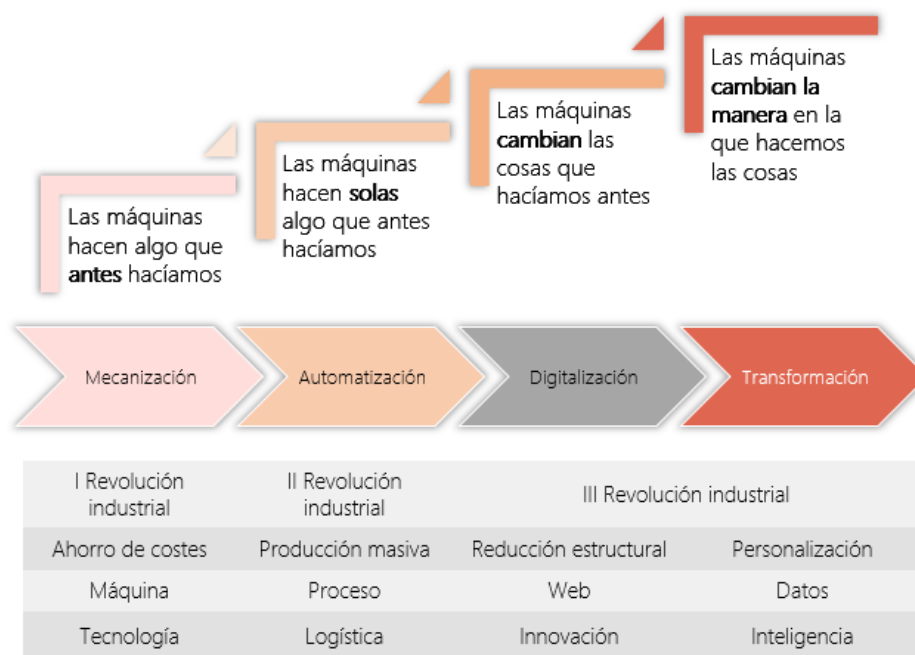 Las máquinas
hacen algo que
antes hacíamos
Las máquinas
hacen solas
algo que antes
hacíamos
Las máquinas
cambian las
cosas que
hacíamos antes
Las máquinas
cambian la
manera en la
que hacemos
las cosas
Mecanización
Automatización
Digitalización
Transformación
I Revolución
industrial
II Revolución
industrial
III Revolución industrial
Ahorro de costes
Producción masiva
Reducción estructural
Personalización
Máquina
Proceso
Web
Datos
Tecnología
Logística
Innovación
Inteligencia